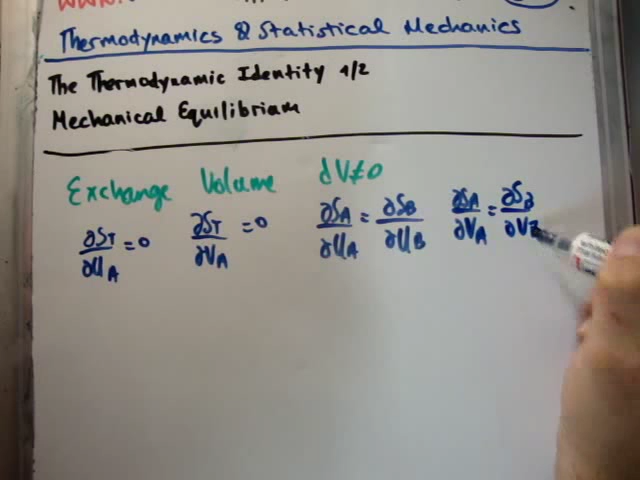 www.
Thermodynamics & Statistical Mechanics
The Thermodynamic Identity 1/2
Mechanical Equilibrium
Exchange Volume dV≠0
∂S_T/∂U_A = 0 ∂S_T/∂V_A = 0 ∂S_A/∂U_A = ∂S_B/∂U_B ∂S_A/∂V_A = ∂S_B/∂V_B